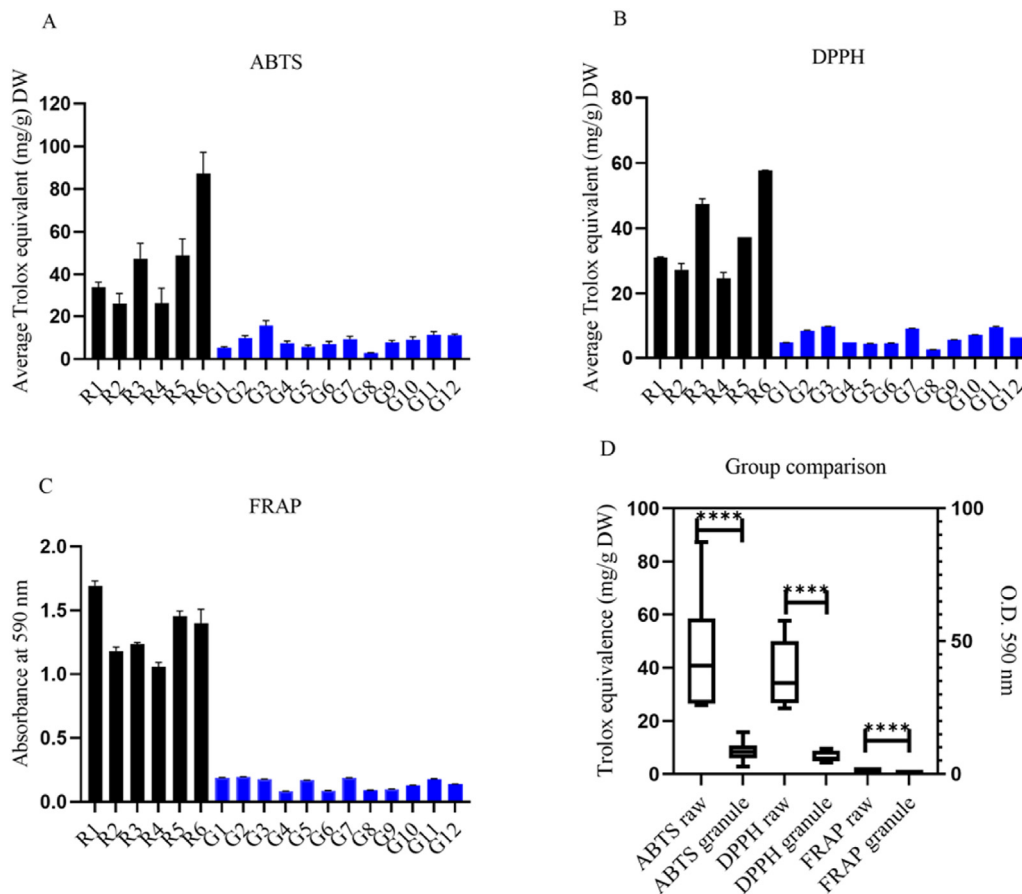 A
ABTS
Average Trolox equivalent (mg/g) DW
120
100
80
60
40
20
0
R1
R2
R3
R4
R5
R6
G1
G2
G3
G4
G5
G6
G7
G8
G9
G10
G11
G12
B
DPPH
Average Trolox equivalent (mg/g) DW
80
60
40
20
0
R1
R2
R3
R4
R5
R6
G1
G2
G3
G4
G5
G6
G7
G8
G9
G10
G11
G12
C
FRAP
Absorbance at 590 nm
2.0
1.5
1.0
0.5
0.0
R1
R2
R3
R4
R5
R6
G1
G2
G3
G4
G5
G6
G7
G8
G9
G10
G11
G12
D
Group comparison
Trolox equivalence (mg/g DW)
100
80
60
40
20
0
****
****
****
100
50
0
O.D. 590 nm
ABTS raw
ABTS granule
DPPH raw
DPPH granule
FRAP raw
FRAP granule